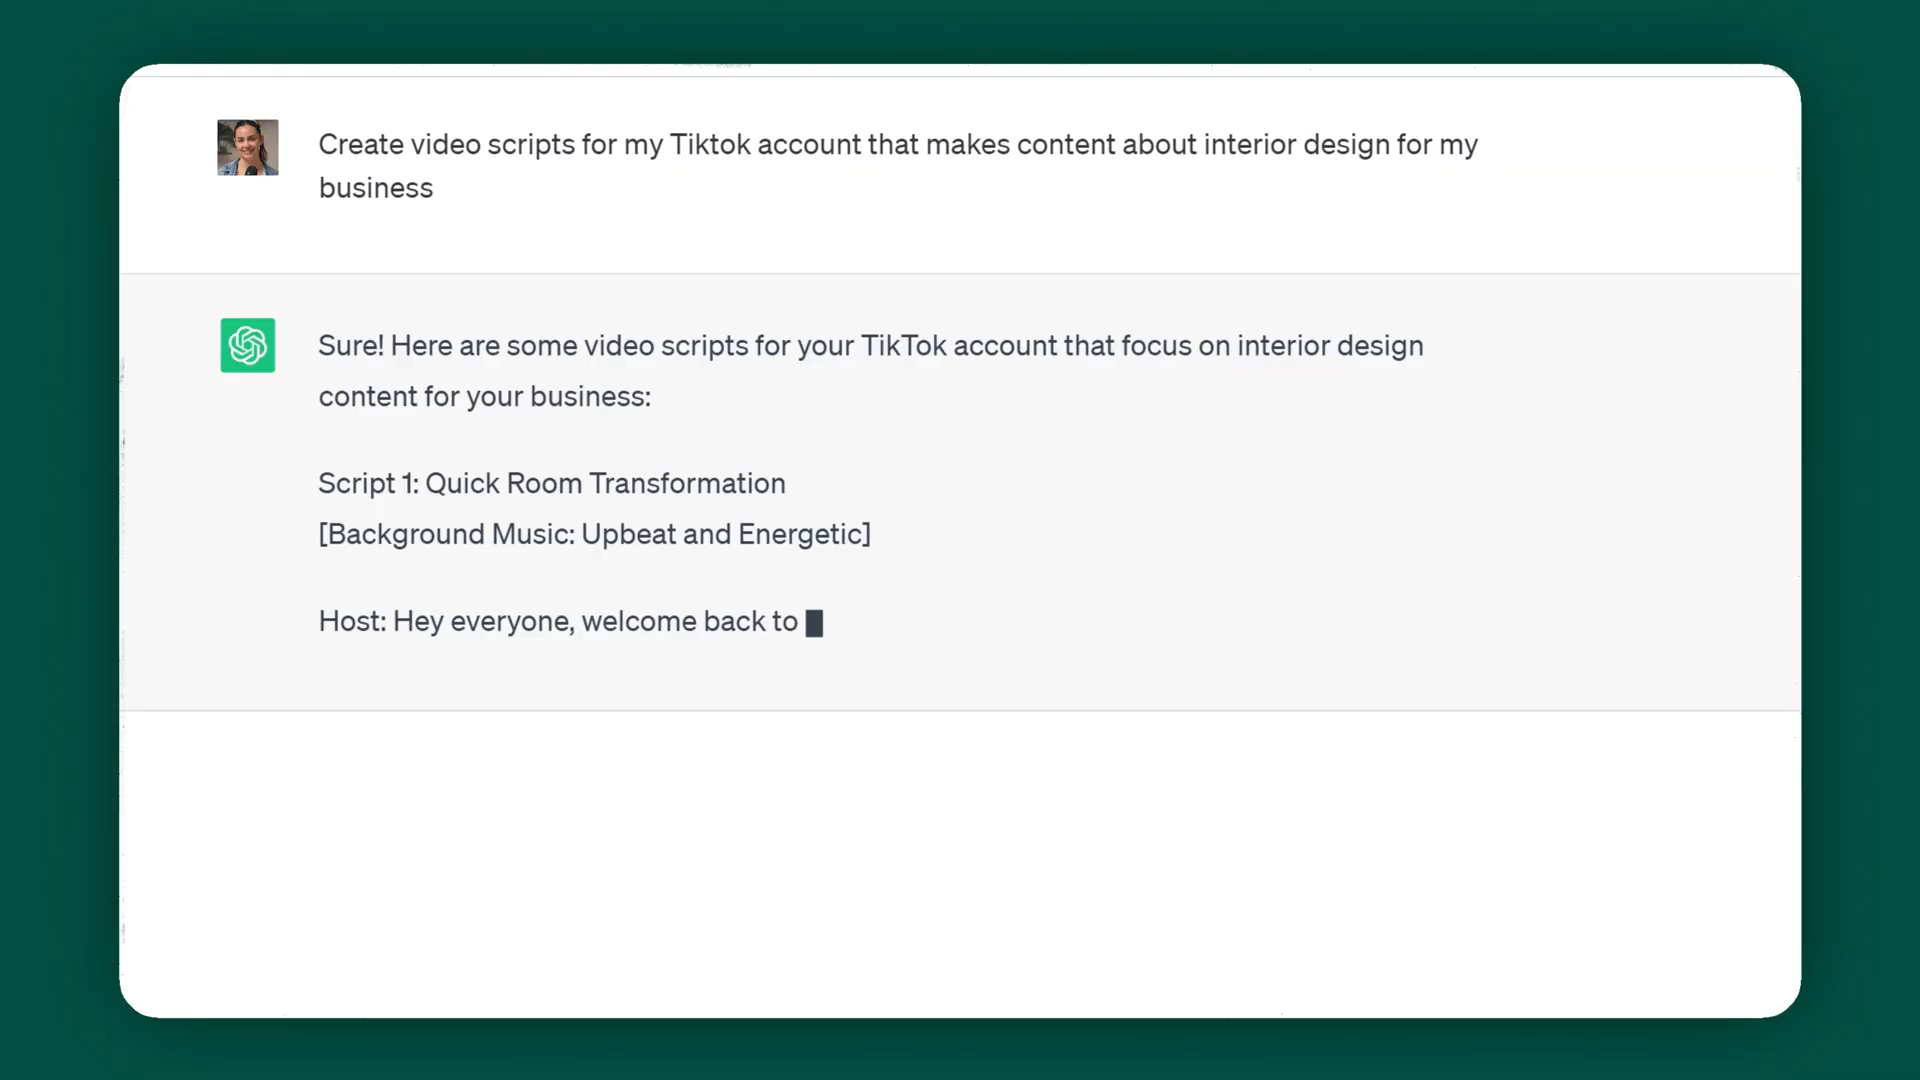 Create video scripts for my Tiktok account that makes content about interior design for my
business
Sure! Here are some video scripts for your TikTok account that focus on interior design
content for your business:
Script 1: Quick Room Transformation
[Background Music: Upbeat and Energetic]
Host: Hey everyone, welcome back to